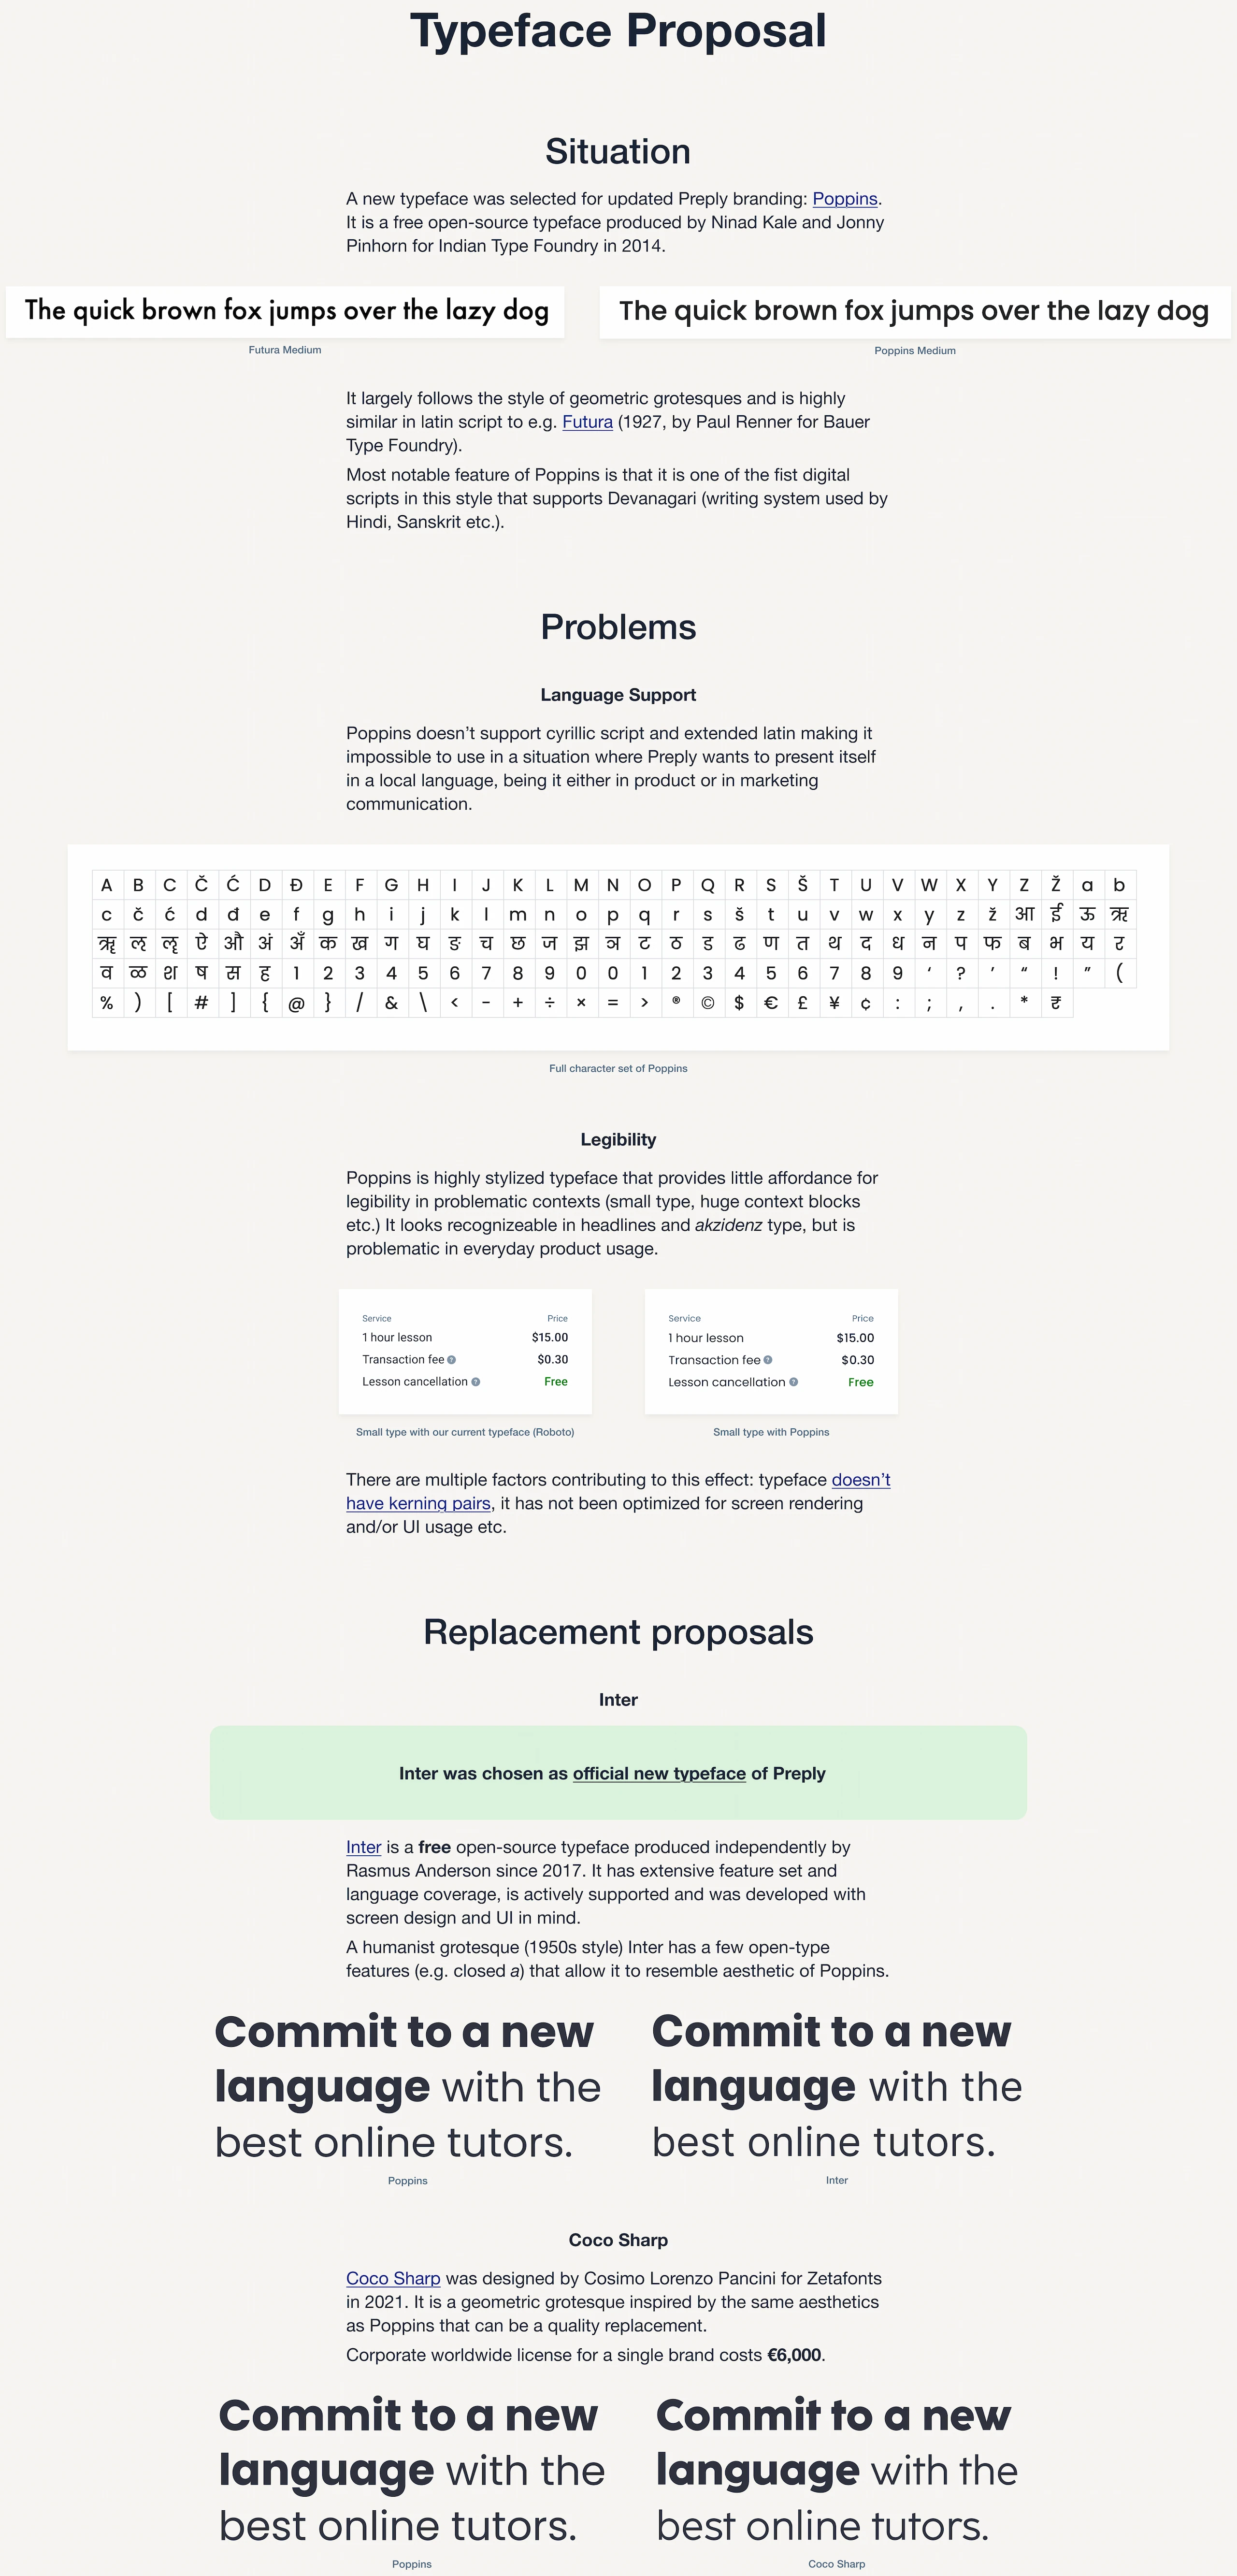 Typeface Proposal
Situation
A new typeface was selected for updated Preply branding: Poppins.
It is a free open-source typeface produced by Ninad Kale and Jonny
Pinhorn for Indian Type Foundry in 2014.
The quick brown fox jumps over the lazy dog
Futura Medium
The quick brown fox jumps over the lazy dog
Poppins Medium
It largely follows the style of geometric grotesques and is highly
similar in latin script to e.g. Futura (1927, by Paul Renner for Bauer
Type Foundry).
Most notable feature of Poppins is that it is one of the fist digital
scripts in this style that supports Devanagari (writing system used by
Hindi, Sanskrit etc.).
Problems
Language Support
Poppins doesn’t support cyrillic script and extended latin making it
impossible to use in a situation where Preply wants to present itself
in a local language, being it either in product or in marketing
communication.
A B C Č Ć D Đ E F G H I J K L M N O P Q R S Š T U V W X Y Z Ž a b
c č ć d đ e f g h i j k l m n o p q r s š t u v w x y z ž आ ई ऊ ऋ
ॠ ऌ ॡ ऐ औ अं अँ क ख ग घ ङ च छ ज झ ञ ट ठ ड ढ ण त थ द ध न प फ ब भ य र
व ळ श ष स ह 1 2 3 4 5 6 7 8 9 0 0 1 2 3 4 5 6 7 8 9 ‘ ? ’ “ ! ” (
% ) [ # ] { @ } / & \ < - + ÷ × = > ® © $ € £ ¥ ¢ : ; , . * ₹
Full character set of Poppins
Legibility
Poppins is highly stylized typeface that provides little affordance for
legibility in problematic contexts (small type, huge context blocks
etc.) It looks recognizeable in headlines and akzidenz type, but is
problematic in everyday product usage.
Service Price
1 hour lesson $15.00
Transaction fee ? $0.30
Lesson cancellation ? Free
Small type with our current typeface (Roboto)
Service Price
1 hour lesson $15.00
Transaction fee ? $0.30
Lesson cancellation ? Free
Small type with Poppins
There are multiple factors contributing to this effect: typeface doesn’t
have kerning pairs, it has not been optimized for screen rendering
and/or UI usage etc.
Replacement proposals
Inter
Inter was chosen as official new typeface of Preply
Inter is a free open-source typeface produced independently by
Rasmus Anderson since 2017. It has extensive feature set and
language coverage, is actively supported and was developed with
screen design and UI in mind.
A humanist grotesque (1950s style) Inter has a few open-type
features (e.g. closed a) that allow it to resemble aesthetic of Poppins.
Commit to a new
language with the
best online tutors.
Poppins
Commit to a new
language with the
best online tutors.
Inter
Coco Sharp
Coco Sharp was designed by Cosimo Lorenzo Pancini for Zetafonts
in 2021. It is a geometric grotesque inspired by the same aesthetics
as Poppins that can be a quality replacement.
Corporate worldwide license for a single brand costs €6,000.
Commit to a new
language with the
best online tutors.
Poppins
Commit to a new
language with the
best online tutors.
Coco Sharp